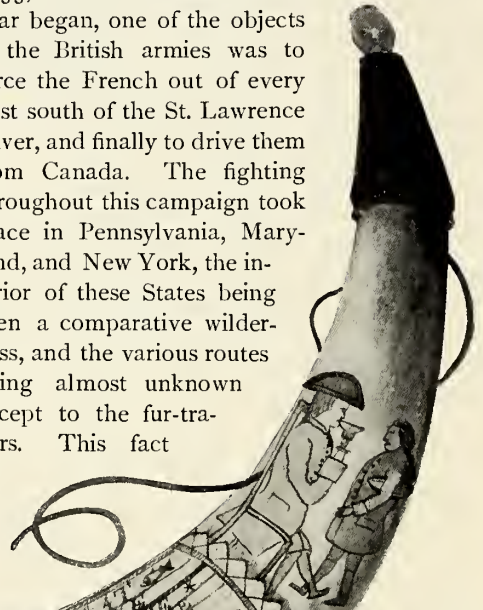 ar began, one of the objects
the British armies was to
rce the French out of every
st south of the St. Lawrence
ver, and finally to drive them
om Canada. The fighting
roughout this campaign took
ace in Pennsylvania, Mary-
nd, and New York, the in-
rior of these States being
en a comparative wilder-
ss, and the various routes
ing almost unknown
cept to the fur-tra-
rs. This fact